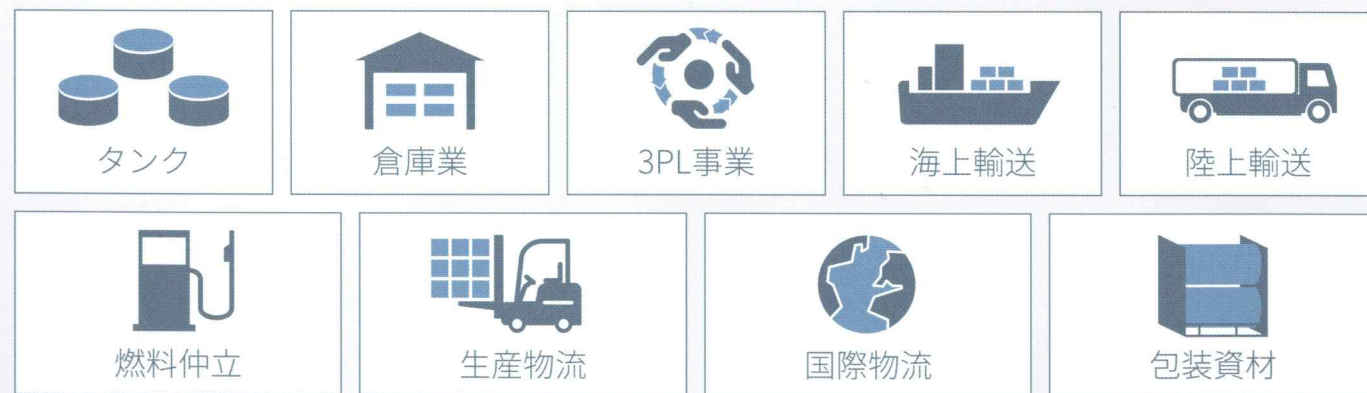 タンク
倉庫業
3PL事業
海上輸送
陸上輸送
燃料仲立
生産物流
国際物流
包装資材